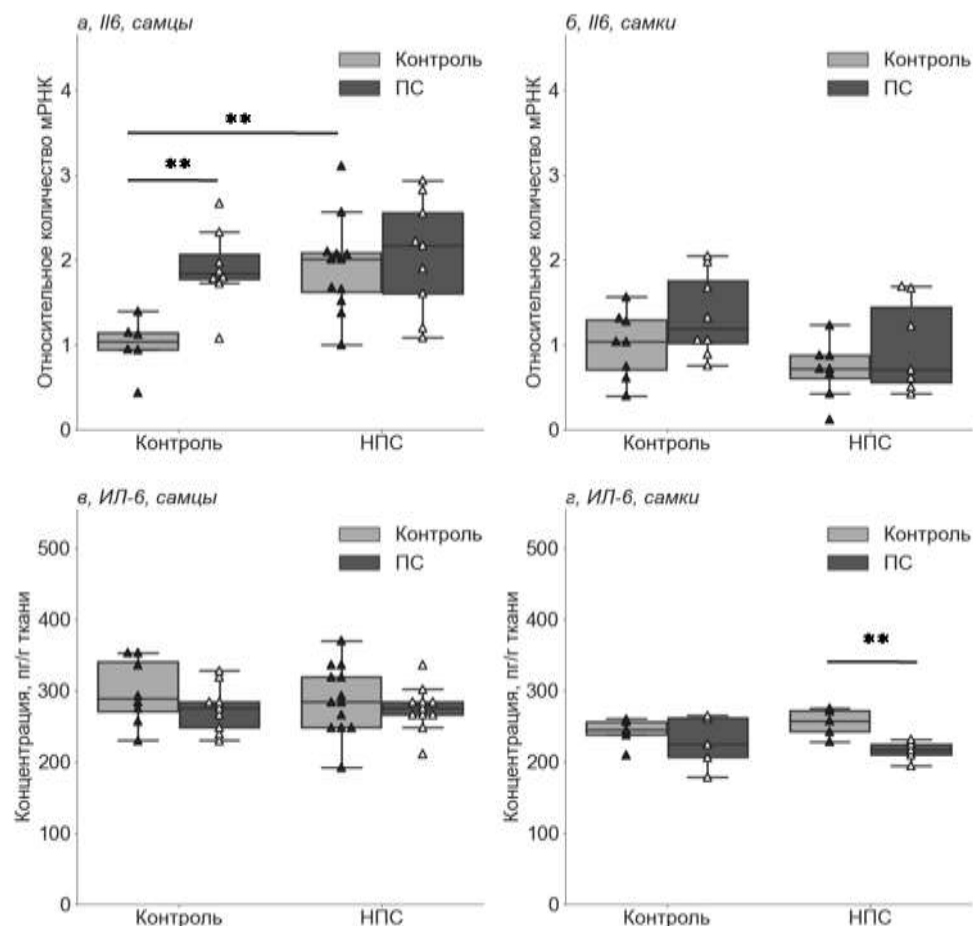 а, Il6, самцы
Относительное количество мРНК
4
3
2
1
0
Контроль
ПС
**
**
Контроль
НПС
б, Il6, самки
Относительное количество мРНК
4
3
2
1
0
Контроль
ПС
Контроль
НПС
в, ИЛ-6, самцы
Концентрация, пг/г ткани
500
400
300
200
100
0
Контроль
ПС
Контроль
НПС
г, ИЛ-6, самки
Концентрация, пг/г ткани
500
400
300
200
100
0
Контроль
ПС
**
Контроль
НПС